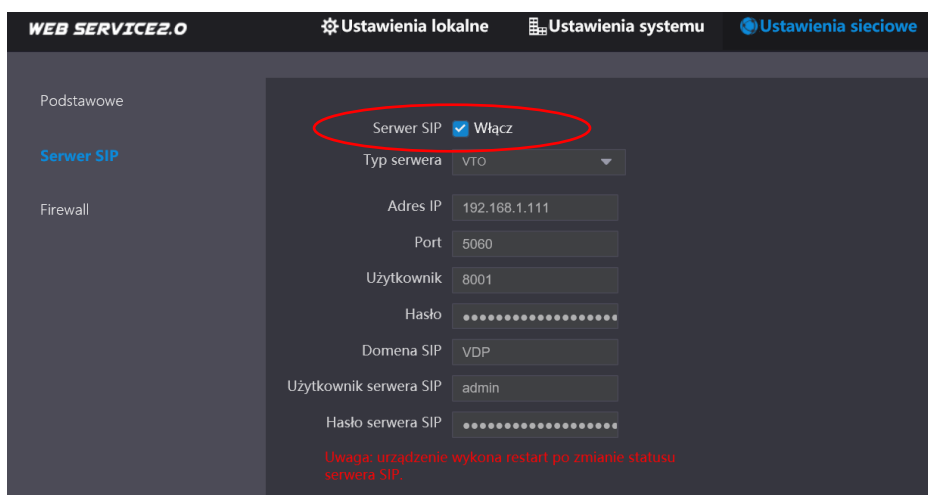 WEB SERVICE2.0
Ustawienia lokalne
Ustawienia systemu
Ustawienia sieciowe
Podstawowe
Serwer SIP
Firewall
Serwer SIP Włącz
Typ serwera VTO
Adres IP 192.168.1.111
Port 5060
Użytkownik 8001
Hasło ●●●●●●●●●●●●●●●●●●●
Domena SIP VDP
Użytkownik serwera SIP admin
Hasło serwera SIP ●●●●●●●●●●●●●●●●●●●
Uwaga: urządzenie wykona restart po zmianie statusu
serwera SIP.